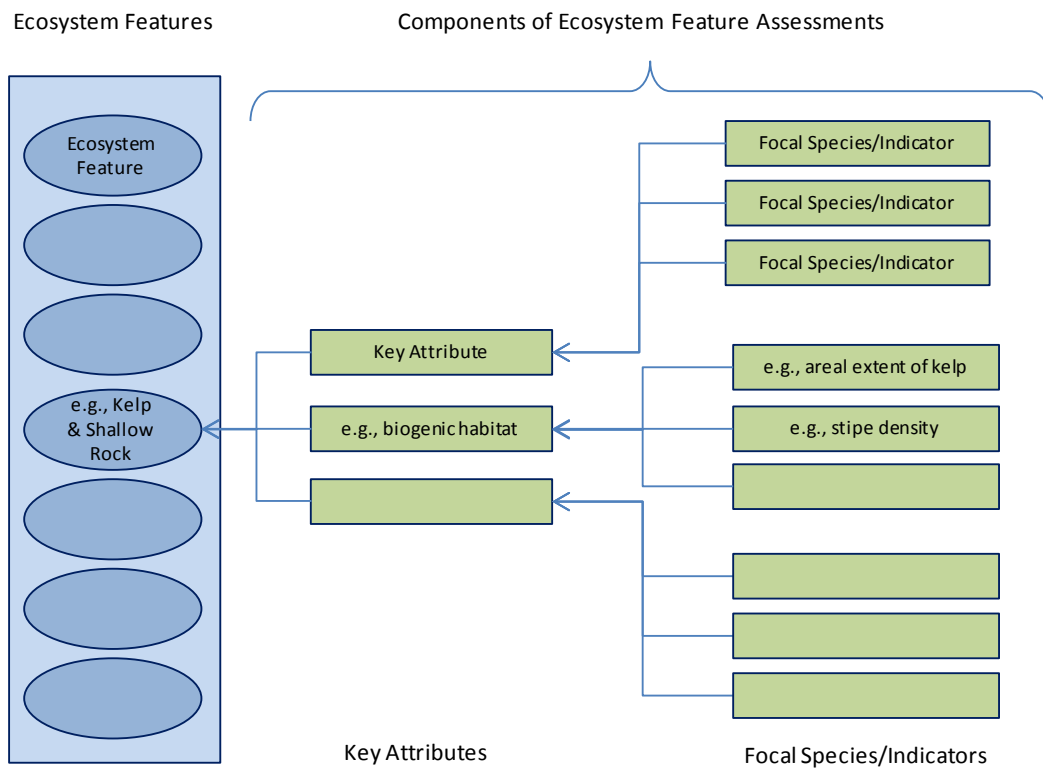 Ecosystem Features
Components of Ecosystem Feature Assessments
Ecosystem
Feature
e.g., Kelp
& Shallow
Rock
Key Attribute
e.g., biogenic habitat
Focal Species/Indicator
Focal Species/Indicator
Focal Species/Indicator
e.g., areal extent of kelp
e.g., stipe density
Key Attributes
Focal Species/Indicators